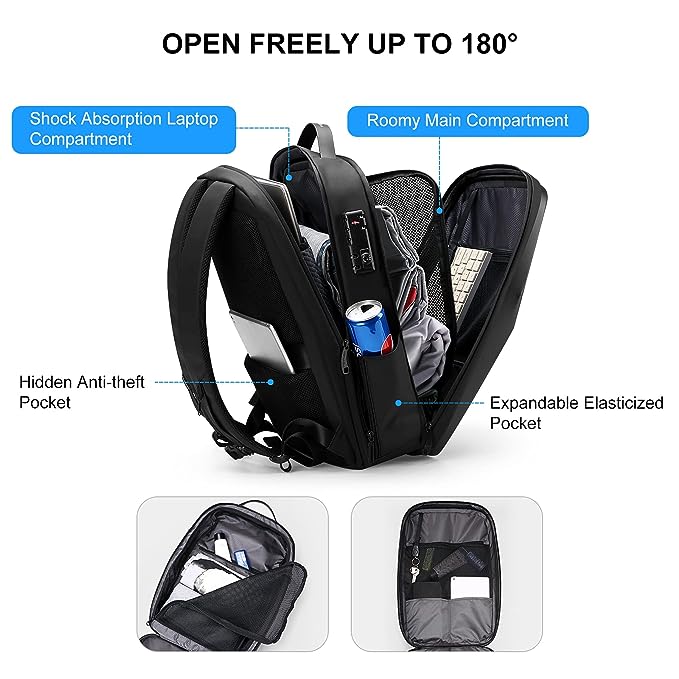 OPEN FREELY UP TO 180°
Shock Absorption Laptop
Compartment
Roomy Main Compartment
Hidden Anti-theft
Pocket
Expandable Elasticized
Pocket